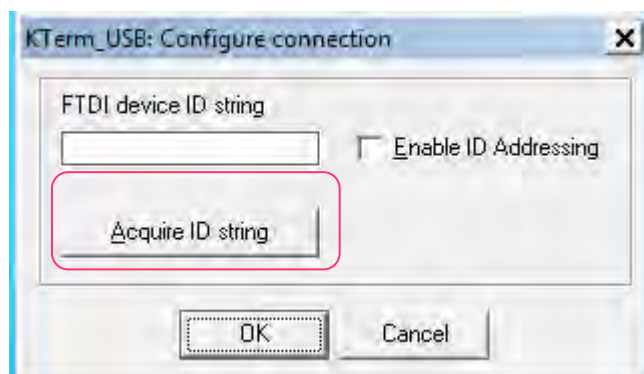 KTerm_USB: Configure connection
FTDI device ID string
Enable ID Addressing
Acquire ID string
OK
Cancel